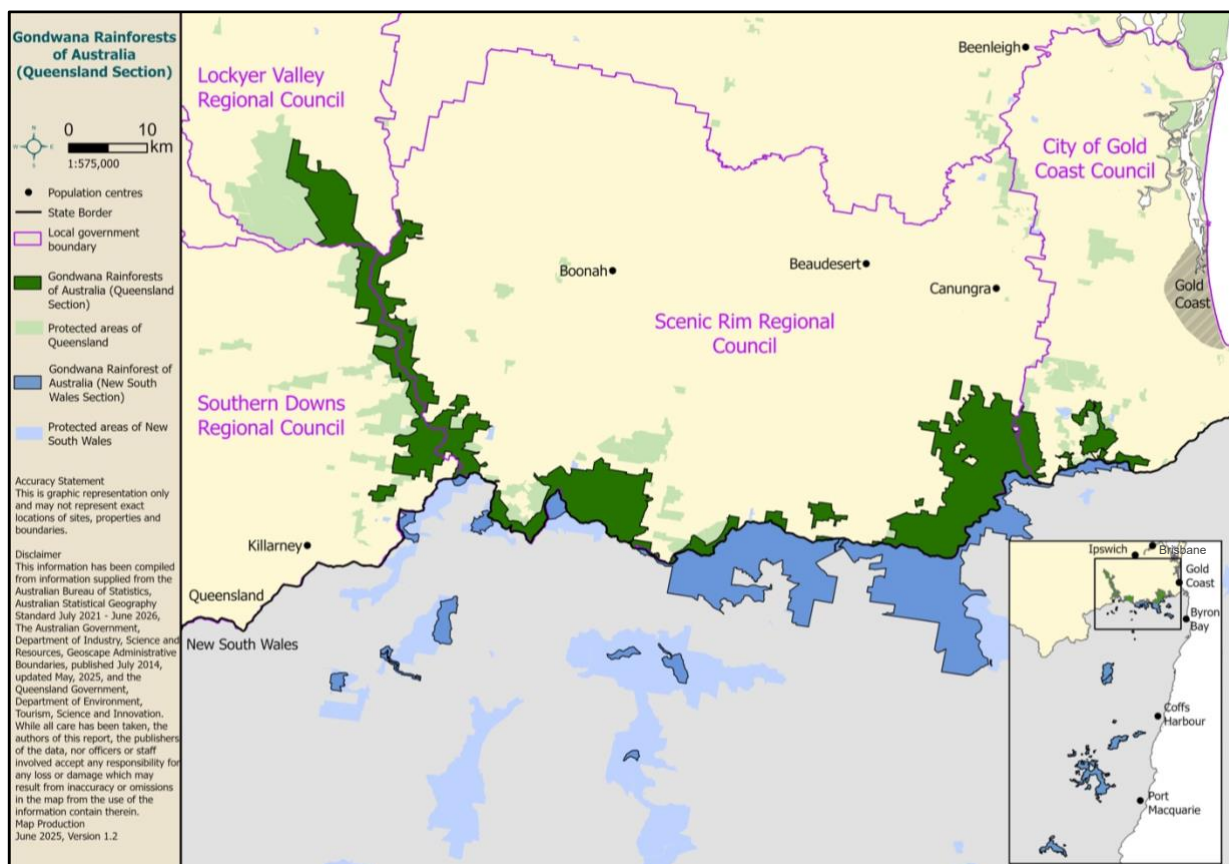 Gondwana Rainforests
of Australia
(Queensland Section)
N
W
E
S
0 10
km
1:575,000
Population centres
State Border
Local government
boundary
Gondwana Rainforests
of Australia (Queensland
Section)
Protected areas of
Queensland
Gondwana Rainforest of
Australia (New South
Wales Section)
Protected areas of New
South Wales
Accuracy Statement
This is graphic representation only
and may not represent exact
locations of sites, properties and
boundaries.
Disclaimer
This information has been compiled
from information supplied from the
Australian Bureau of Statistics,
Australian Statistical Geography
Standard July 2021 - June 2026,
The Australian Government,
Department of Industry, Science and
Resources, Geoscape Administrative
Boundaries, published July 2014,
updated May, 2025, and the
Queensland Government,
Department of Environment,
Tourism, Science and Innovation.
While all care has been taken, the
authors of this report, the publishers
of the data, nor officers or staff
involved accept any responsibility for
any loss or damage which may
result from inaccuracy or omissions
in the map from the use of the
information contain therein.
Map Production
June 2025, Version 1.2
Lockyer Valley
Regional Council
Beenleigh
City of Gold
Coast Council
Boonah
Beaudesert
Canungra
Gold
Coast
Scenic Rim Regional
Council
Southern Downs
Regional Council
Killarney
Queensland
New South Wales
Ipswich
Brisbane
Gold
Coast
Byron
Bay
Coffs
Harbour
Port
Macquarie